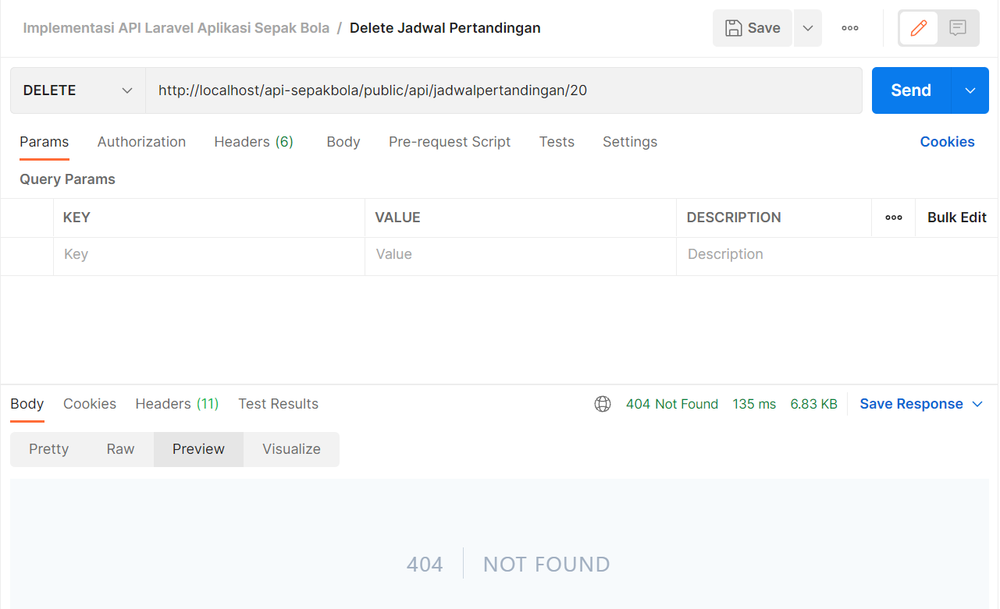 Implementasi API Laravel Aplikasi Sepak Bola / Delete Jadwal Pertandingan
Save
DELETE
http://localhost/api-sepakbola/public/api/jadwalpertandingan/20
Send
Params Authorization Headers (6) Body Pre-request Script Tests Settings Cookies
Query Params
KEY VALUE DESCRIPTION Bulk Edit
Key Value Description
Body Cookies Headers (11) Test Results 404 Not Found 135 ms 6.83 KB Save Response
Pretty Raw Preview Visualize
404 NOT FOUND